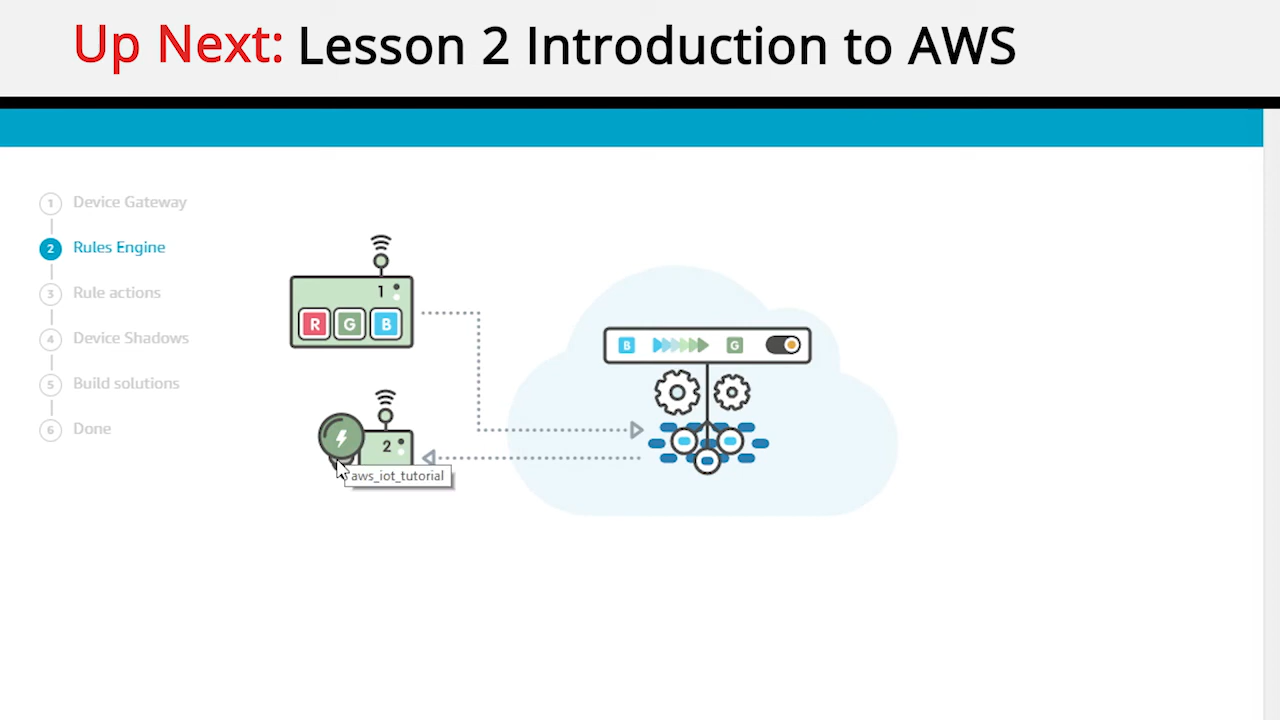 Up Next: Lesson 2 Introduction to AWS
1 Device Gateway
2 Rules Engine
3 Rule actions
4 Device Shadows
5 Build solutions
6 Done
1
R G B
B G
2
aws_iot_tutorial